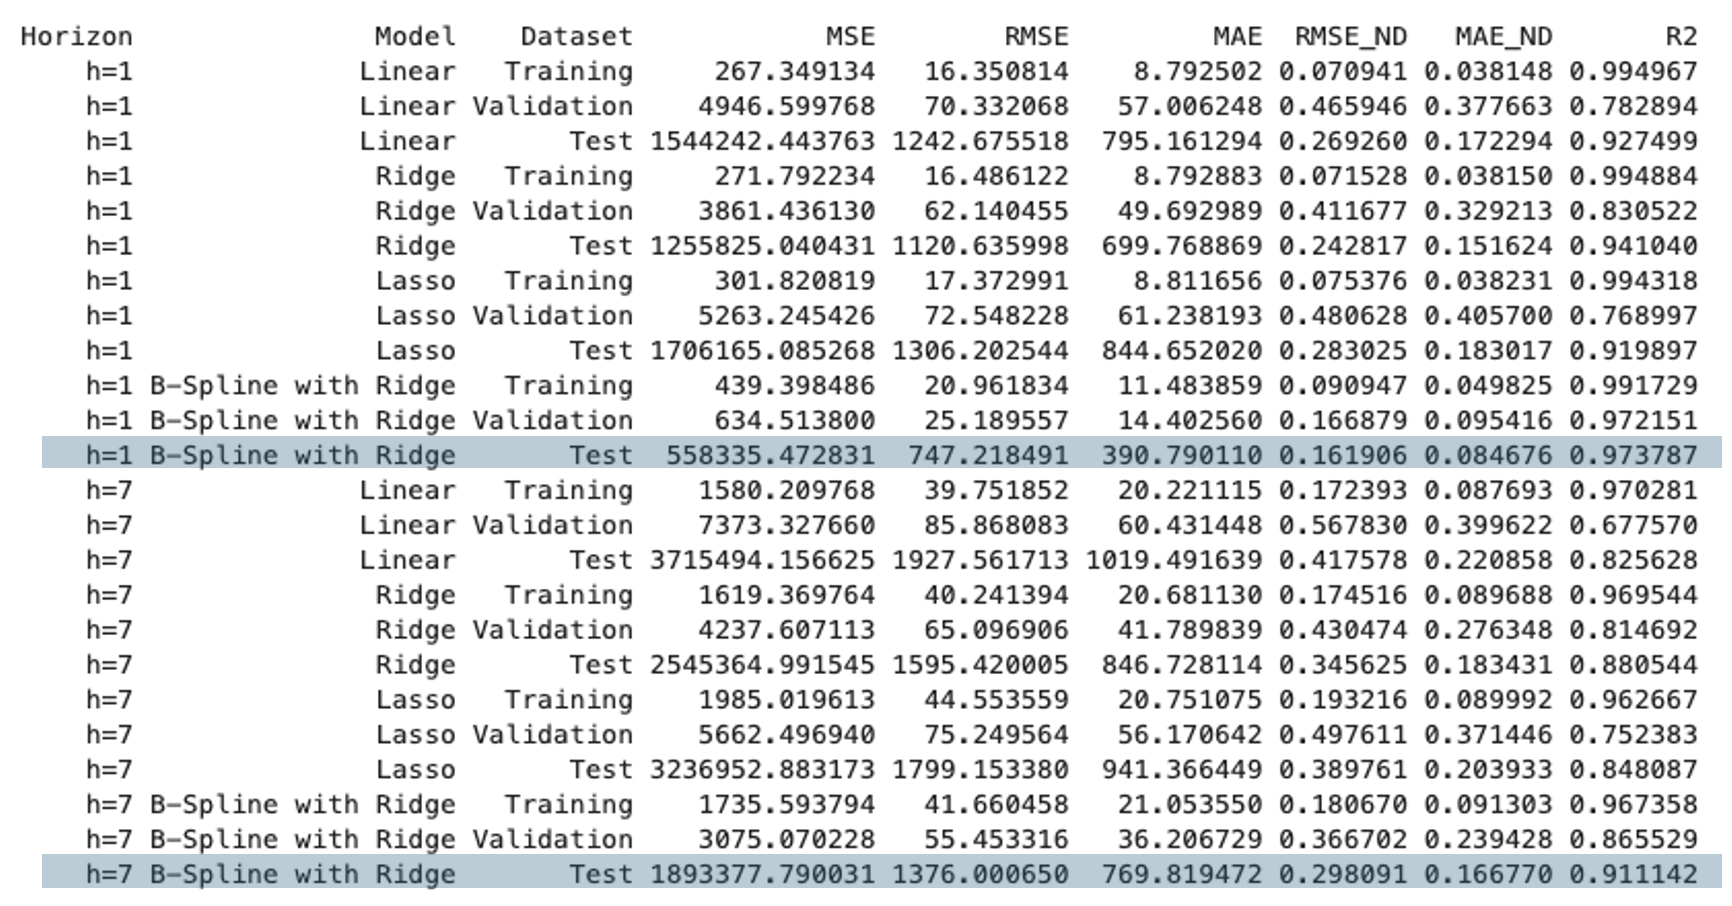 Horizon Model Dataset MSE RMSE MAE RMSE_ND MAE_ND R2
h=1 Linear Training 267.349134 16.350814 8.792502 0.070941 0.038148 0.994967
h=1 Linear Validation 4946.599768 70.332068 57.006248 0.465946 0.377663 0.782894
h=1 Linear Test 1544242.443763 1242.675518 795.161294 0.269260 0.172294 0.927499
h=1 Ridge Training 271.792234 16.486122 8.792883 0.071528 0.038150 0.994884
h=1 Ridge Validation 3861.436130 62.140455 49.692989 0.411677 0.329213 0.830522
h=1 Ridge Test 1255825.040431 1120.635998 699.768869 0.242817 0.151624 0.941040
h=1 Lasso Training 301.820819 17.372991 8.811656 0.075376 0.038231 0.994318
h=1 Lasso Validation 5263.245426 72.548228 61.238193 0.480628 0.405700 0.768997
h=1 Lasso Test 1706165.085268 1306.202544 844.652020 0.283025 0.183017 0.919897
h=1 B-Spline with Ridge Training 439.398486 20.961834 11.483859 0.090947 0.049825 0.991729
h=1 B-Spline with Ridge Validation 634.513800 25.189557 14.402560 0.166879 0.095416 0.972151
h=1 B-Spline with Ridge Test 558335.472831 747.218491 390.790110 0.161906 0.084676 0.973787
h=7 Linear Training 1580.209768 39.751852 20.221115 0.172393 0.087693 0.970281
h=7 Linear Validation 7373.327660 85.868083 60.431448 0.567830 0.399622 0.677570
h=7 Linear Test 3715494.156625 1927.561713 1019.491639 0.417578 0.220858 0.825628
h=7 Ridge Training 1619.369764 40.241394 20.681130 0.174516 0.089688 0.969544
h=7 Ridge Validation 4237.607113 65.096906 41.789839 0.430474 0.276348 0.814692
h=7 Ridge Test 2545364.991545 1595.420005 846.728114 0.345625 0.183431 0.880544
h=7 Lasso Training 1985.019613 44.553559 20.751075 0.193216 0.089992 0.962667
h=7 Lasso Validation 5662.496940 75.249564 56.170642 0.497611 0.371446 0.752383
h=7 Lasso Test 3236952.883173 1799.153380 941.366449 0.389761 0.203933 0.848087
h=7 B-Spline with Ridge Training 1735.593794 41.660458 21.053550 0.180670 0.091303 0.967358
h=7 B-Spline with Ridge Validation 3075.070228 55.453316 36.206729 0.366702 0.239428 0.865529
h=7 B-Spline with Ridge Test 1893377.790031 1376.000650 769.819472 0.298091 0.166770 0.911142